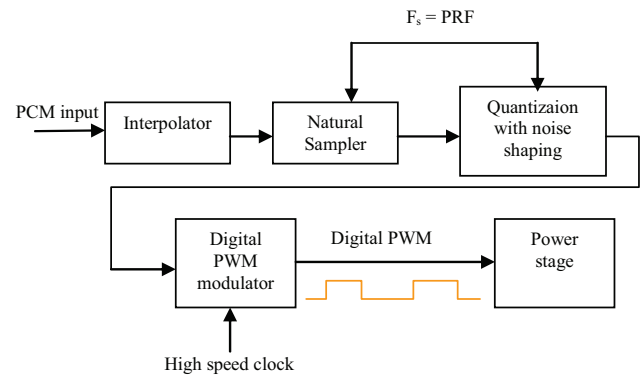 Fs = PRF
PCM input
Interpolator
Natural
Sampler
Quantizaion
with noise
shaping
Digital
PWM
modulator
Digital PWM
Power
stage
High speed clock